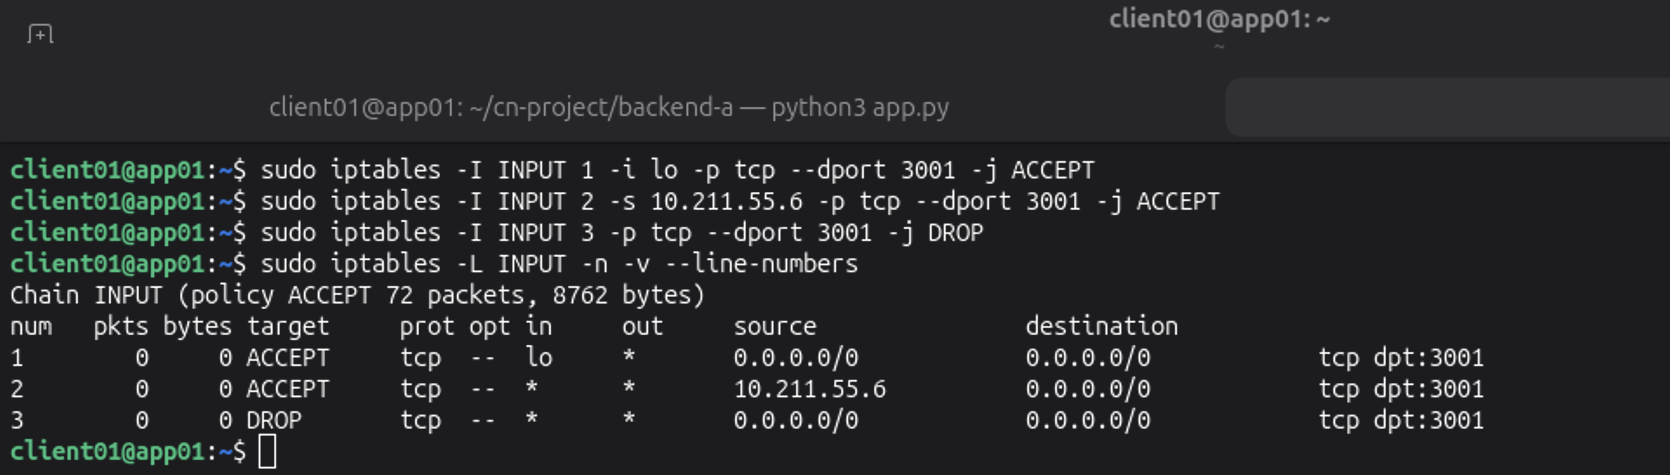 client01@app01: ~
~
client01@app01: ~/cn-project/backend-a — python3 app.py
client01@app01:~$ sudo iptables -I INPUT 1 -i lo -p tcp --dport 3001 -j ACCEPT
client01@app01:~$ sudo iptables -I INPUT 2 -s 10.211.55.6 -p tcp --dport 3001 -j ACCEPT
client01@app01:~$ sudo iptables -I INPUT 3 -p tcp --dport 3001 -j DROP
client01@app01:~$ sudo iptables -L INPUT -n -v --line-numbers
Chain INPUT (policy ACCEPT 72 packets, 8762 bytes)
num   pkts bytes target     prot opt in     out     source               destination
1        0     0 ACCEPT     tcp  --  lo     *       0.0.0.0/0            0.0.0.0/0            tcp dpt:3001
2        0     0 ACCEPT     tcp  --  *      *       10.211.55.6          0.0.0.0/0            tcp dpt:3001
3        0     0 DROP       tcp  --  *      *       0.0.0.0/0            0.0.0.0/0            tcp dpt:3001
client01@app01:~$